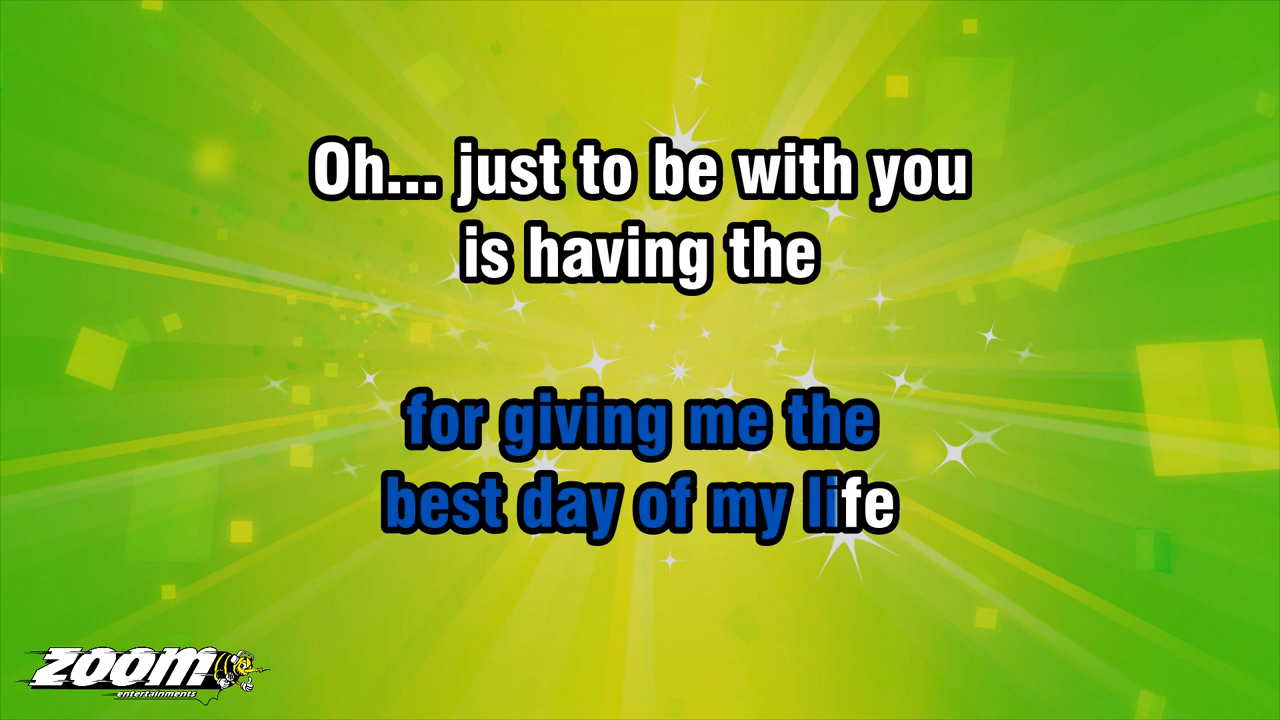 Oh... just to be with you
is having the
for giving me the
best day of my life
ZOOM
entertainments